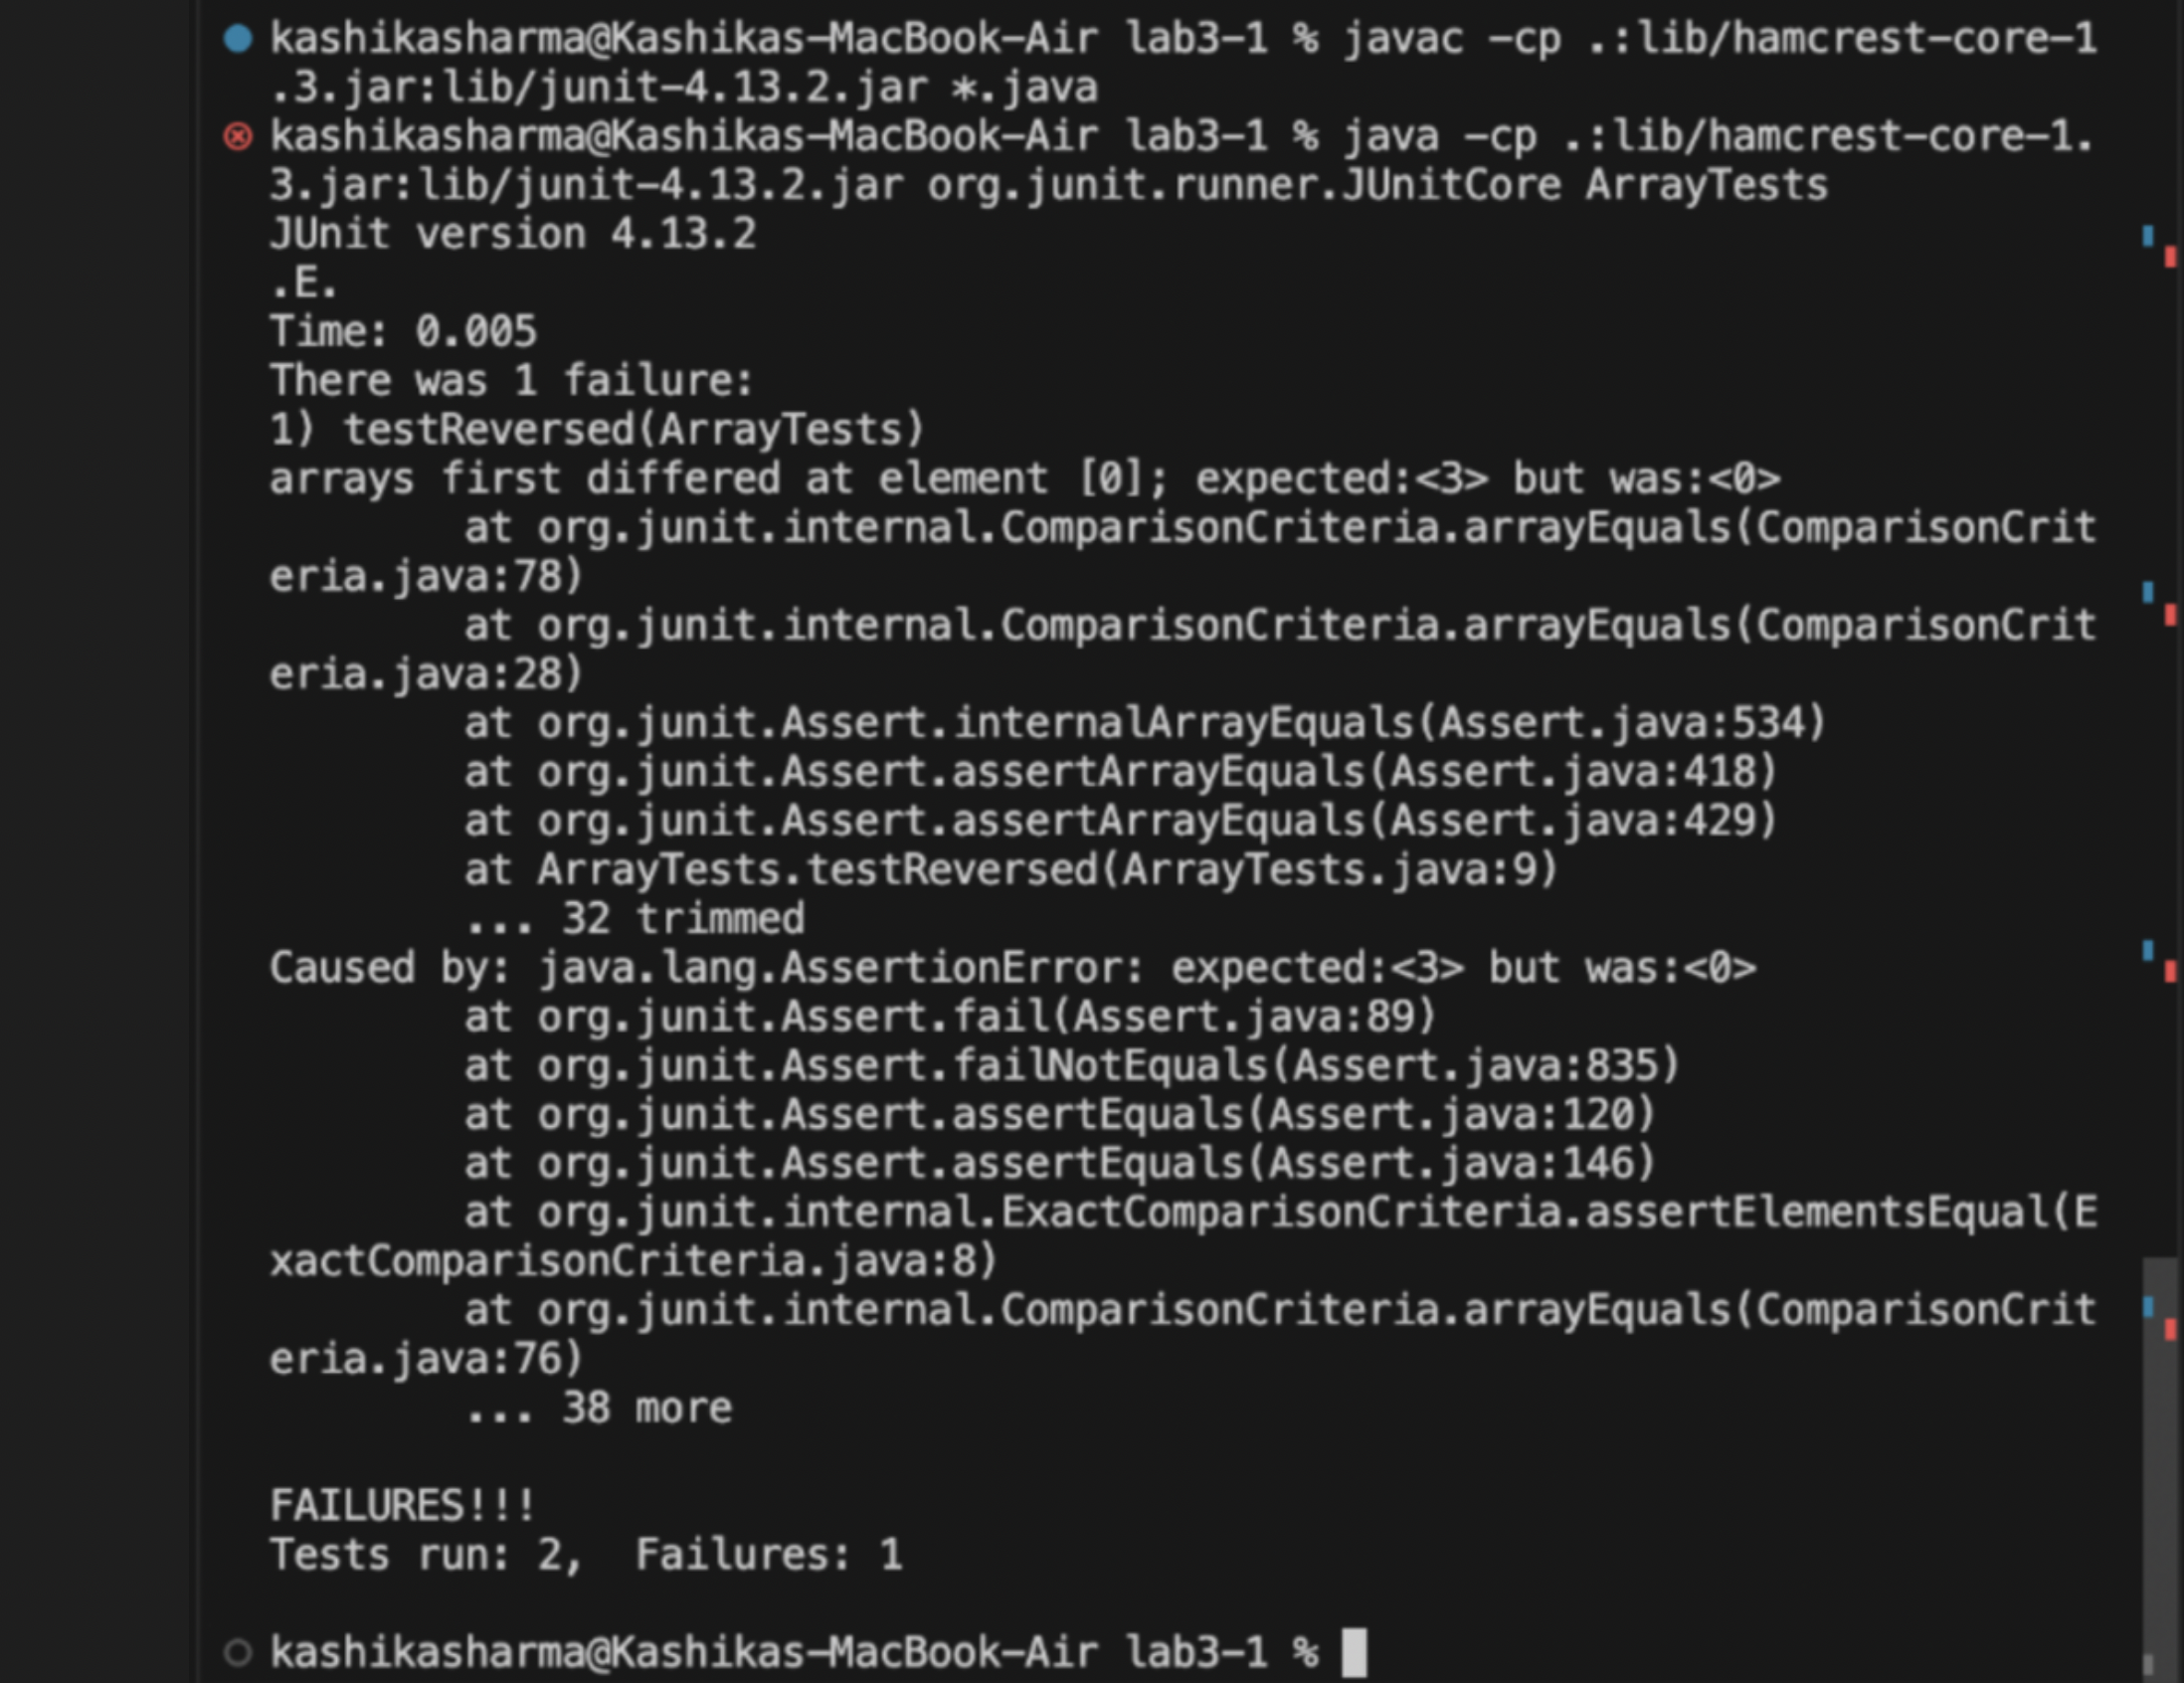 kashikasharma@Kashikas-MacBook-Air lab3-1 % javac -cp .:lib/hamcrest-core-1
.3.jar:lib/junit-4.13.2.jar *.java
kashikasharma@Kashikas-MacBook-Air lab3-1 % java -cp .:lib/hamcrest-core-1.
3.jar:lib/junit-4.13.2.jar org.junit.runner.JUnitCore ArrayTests
JUnit version 4.13.2
.E.
Time: 0.005
There was 1 failure:
1) testReversed(ArrayTests)
arrays first differed at element [0]; expected:<3> but was:<0>
        at org.junit.internal.ComparisonCriteria.arrayEquals(ComparisonCrit
eria.java:78)
        at org.junit.internal.ComparisonCriteria.arrayEquals(ComparisonCrit
eria.java:28)
        at org.junit.Assert.internalArrayEquals(Assert.java:534)
        at org.junit.Assert.assertArrayEquals(Assert.java:418)
        at org.junit.Assert.assertArrayEquals(Assert.java:429)
        at ArrayTests.testReversed(ArrayTests.java:9)
        ... 32 trimmed
Caused by: java.lang.AssertionError: expected:<3> but was:<0>
        at org.junit.Assert.fail(Assert.java:89)
        at org.junit.Assert.failNotEquals(Assert.java:835)
        at org.junit.Assert.assertEquals(Assert.java:120)
        at org.junit.Assert.assertEquals(Assert.java:146)
        at org.junit.internal.ExactComparisonCriteria.assertElementsEqual(E
xactComparisonCriteria.java:8)
        at org.junit.internal.ComparisonCriteria.arrayEquals(ComparisonCrit
eria.java:76)
        ... 38 more
FAILURES!!!
Tests run: 2,  Failures: 1
kashikasharma@Kashikas-MacBook-Air lab3-1 %